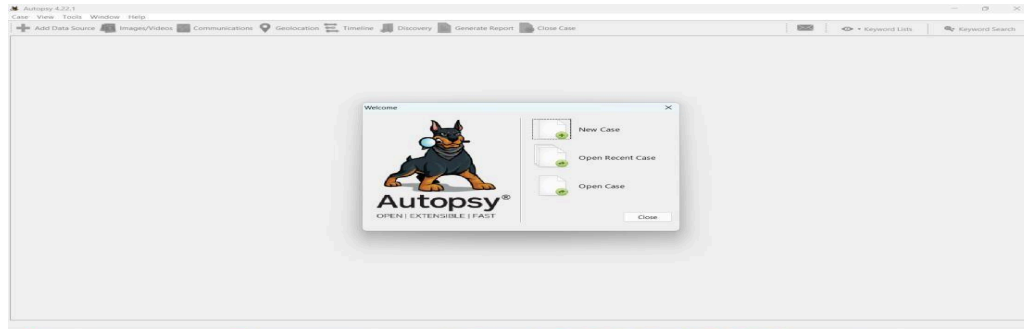 Autopsy 4.22.1
Case View Tools Window Help
Add Data Source Images/Videos Communications Geolocation Timeline Discovery Generate Report Close Case Keyword Lists Keyword Search
Welcome
New Case
Open Recent Case
Open Case
Autopsy®
OPEN | EXTENSIBLE | FAST
Close